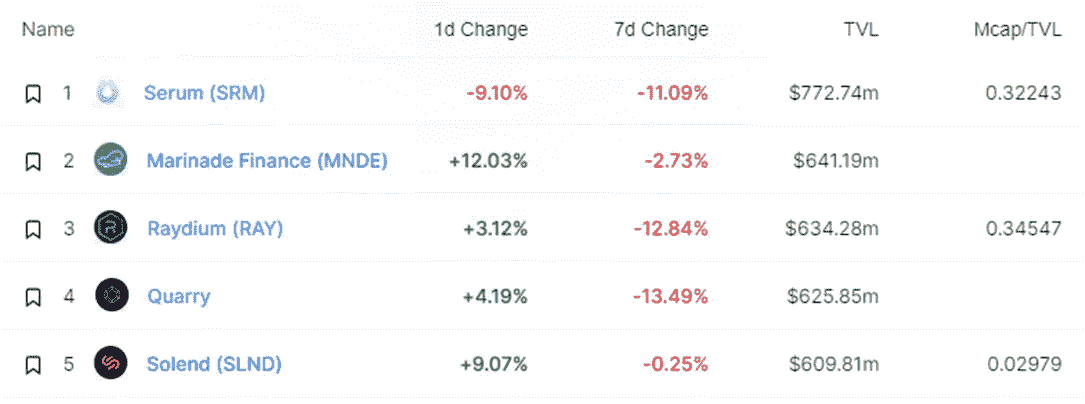 Name 1d Change 7d Change TVL Mcap/TVL
1 Serum (SRM) -9.10% -11.09% $772.74m 0.32243
2 Marinade Finance (MNDE) +12.03% -2.73% $641.19m
3 Raydium (RAY) +3.12% -12.84% $634.28m 0.34547
4 Quarry +4.19% -13.49% $625.85m
5 Solend (SLND) +9.07% -0.25% $609.81m 0.02979